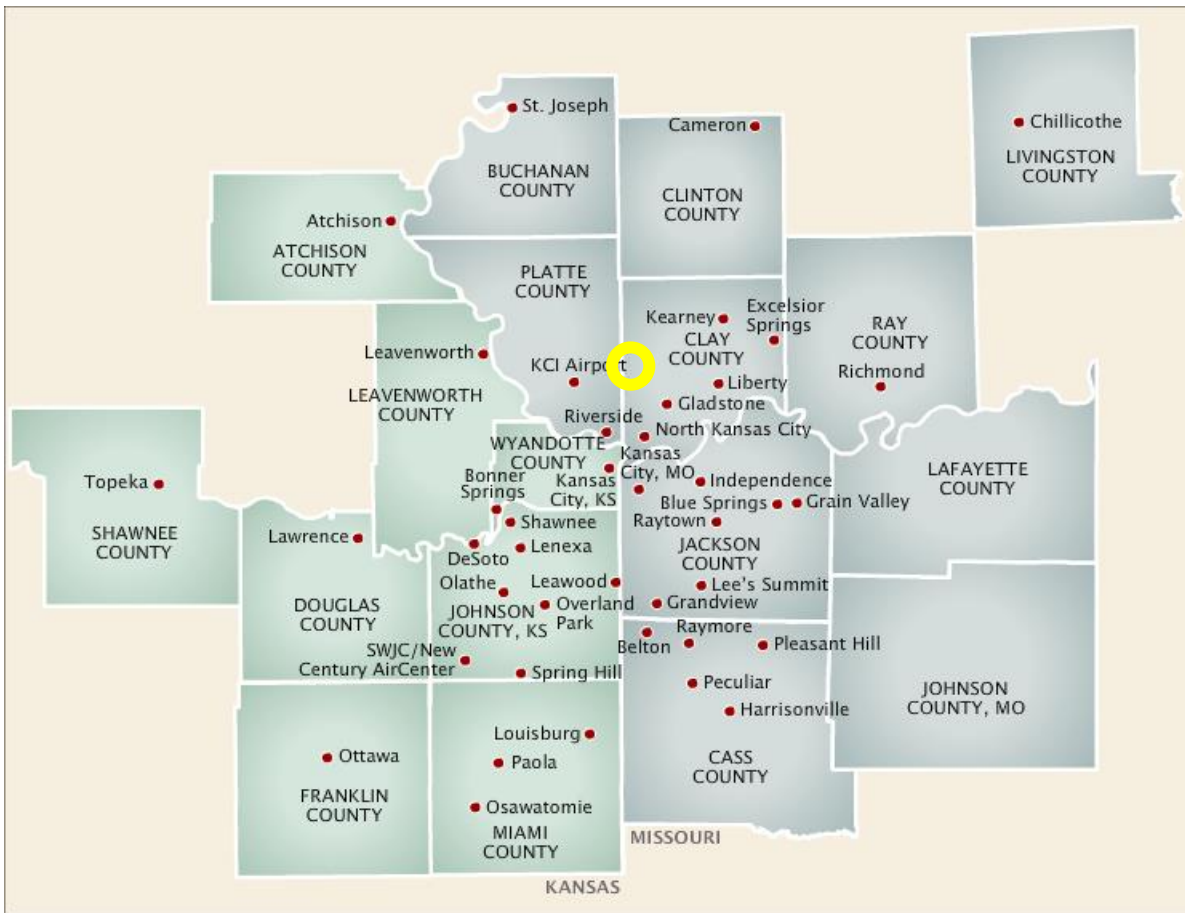 St. Joseph
Cameron
Chillicothe
LIVINGSTON
COUNTY
BUCHANAN
COUNTY
CLINTON
COUNTY
Atchison
ATCHISON
COUNTY
PLATTE
COUNTY
Kearney
Excelsior
Springs
CLAY
COUNTY
RAY
COUNTY
Richmond
Leavenworth
KCI Airport
Liberty
LEAVENWORTH
COUNTY
Gladstone
Riverside
North Kansas City
WYANDOTTE
COUNTY
Kansas
City, MO
Bonner
Springs
Kansas
City, KS
Independence
LAFAYETTE
COUNTY
Topeka
Blue Springs
Grain Valley
Shawnee
Raytown
SHAWNEE
COUNTY
Lawrence
DeSoto
Lenexa
JACKSON
COUNTY
Olathe
Leawood
Lee's Summit
DOUGLAS
COUNTY
JOHNSON
COUNTY, KS
Overland
Park
Grandview
SWJC/New
Century AirCenter
Belton
Raymore
Pleasant Hill
Spring Hill
Peculiar
JOHNSON
COUNTY, MO
Harrisonville
Louisburg
Ottawa
Paola
CASS
COUNTY
FRANKLIN
COUNTY
Osawatomie
MIAMI
COUNTY
MISSOURI
KANSAS